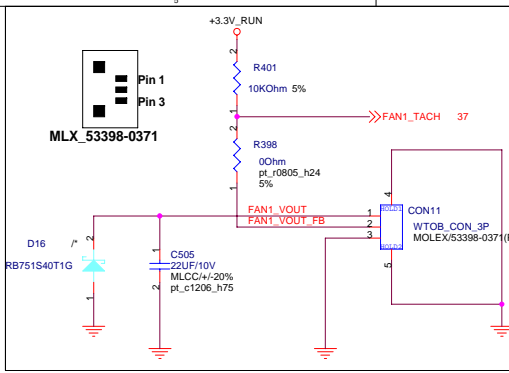 +3.3V_RUN
2
R401
10KOhm 5%
1
Pin 1
Pin 3
MLX_53398-0371
FAN1_TACH 37
2
R398
0Ohm
pt_r0805_h24
5%
1
4
FAN1_VOUT
1
HOLD1
CON11
FAN1_VOUT_FB
2
WTOB_CON_3P
3
MOLEX/53398-0371(
HOLD2
5
D16
/*
2
RB751S40T1G
1
1
C505
22UF/10V
MLCC/+/-20%
2
pt_c1206_h75